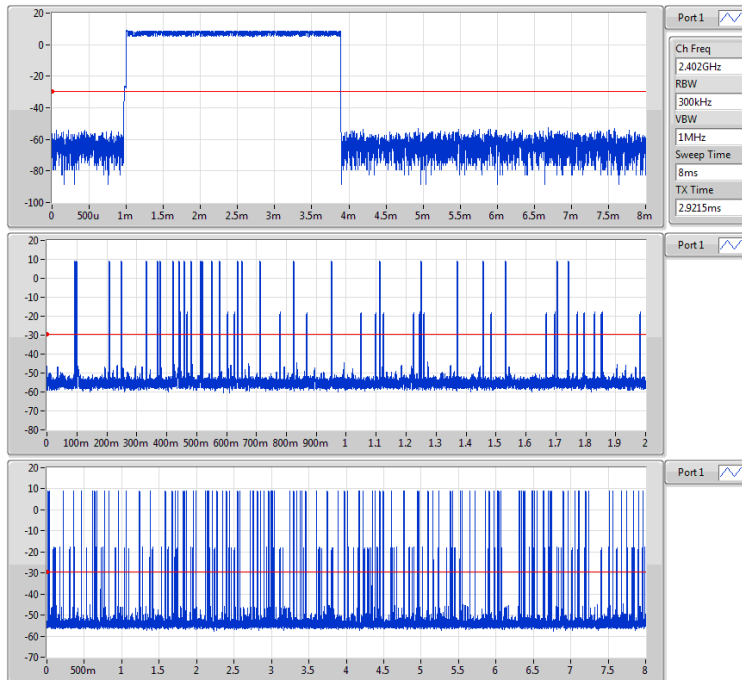 Port 1
20
0
-20
-40
-60
-80
-100
0 500u 1m 1.5m 2m 2.5m 3m 3.5m 4m 4.5m 5m 5.5m 6m 6.5m 7m 7.5m 8m
Ch Freq
2.402GHz
RBW
300kHz
VBW
1MHz
Sweep Time
8ms
TX Time
2.9215ms
Port 1
20
10
0
-10
-20
-30
-40
-50
-60
-70
-80
0 100m 200m 300m 400m 500m 600m 700m 800m 900m 1 1.1 1.2 1.3 1.4 1.5 1.6 1.7 1.8 1.9 2
Port 1
20
10
0
-10
-20
-30
-40
-50
-60
-70
0 500m 1 1.5 2 2.5 3 3.5 4 4.5 5 5.5 6 6.5 7 7.5 8